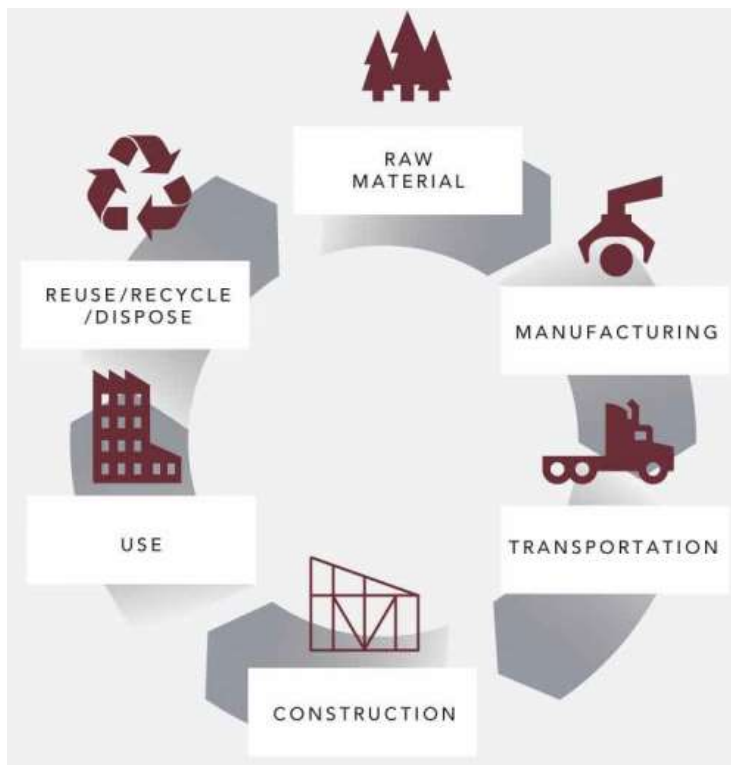 RAW
MATERIAL
MANUFACTURING
TRANSPORTATION
CONSTRUCTION
USE
REUSE/RECYCLE
/DISPOSE